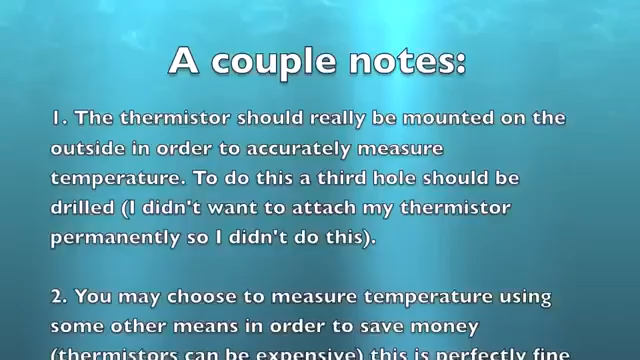 A couple notes:
1. The thermistor should really be mounted on the
outside in order to accurately measure
temperature. To do this a third hole should be
drilled (I didn't want to attach my thermistor
permanently so I didn't do this).
2. You may choose to measure temperature using
some other means in order to save money
(thermistors can be expensive) this is perfectly fine